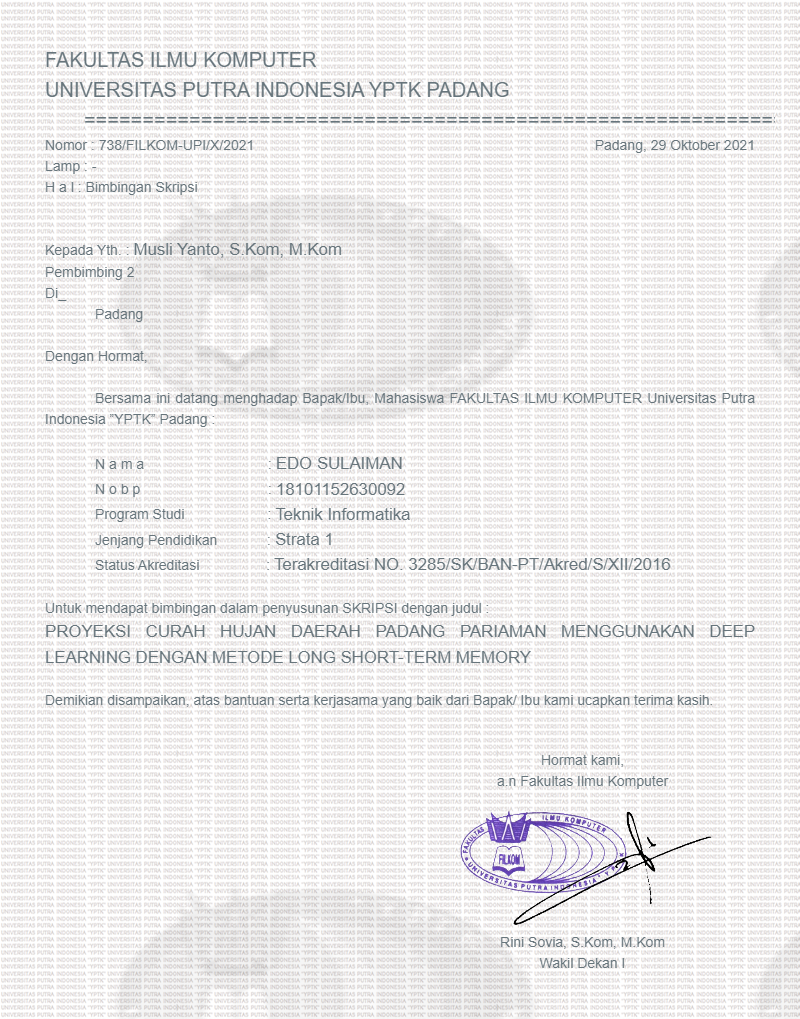 FAKULTAS ILMU KOMPUTER
UNIVERSITAS PUTRA INDONESIA YPTK PADANG
===========================================================
Nomor : 738/FILKOM-UPI/X/2021 Padang, 29 Oktober 2021
Lamp : -
H a l : Bimbingan Skripsi
Kepada Yth. : Musli Yanto, S.Kom, M.Kom
Pembimbing 2
Di_
Padang
Dengan Hormat,
Bersama ini datang menghadap Bapak/Ibu, Mahasiswa FAKULTAS ILMU KOMPUTER Universitas Putra
Indonesia "YPTK" Padang :
N a m a : EDO SULAIMAN
N o b p : 18101152630092
Program Studi : Teknik Informatika
Jenjang Pendidikan : Strata 1
Status Akreditasi : Terakreditasi NO. 3285/SK/BAN-PT/Akred/S/XII/2016
Untuk mendapat bimbingan dalam penyusunan SKRIPSI dengan judul :
PROYEKSI CURAH HUJAN DAERAH PADANG PARIAMAN MENGGUNAKAN DEEP
LEARNING DENGAN METODE LONG SHORT-TERM MEMORY
Demikian disampaikan, atas bantuan serta kerjasama yang baik dari Bapak/ Ibu kami ucapkan terima kasih.
Hormat kami,
a.n Fakultas Ilmu Komputer
FAKULTAS ILMU KOMPUTER
FILKOM
UNIVERSITAS PUTRA INDONESIA "YPTK"
Rini Sovia, S.Kom, M.Kom
Wakil Dekan I